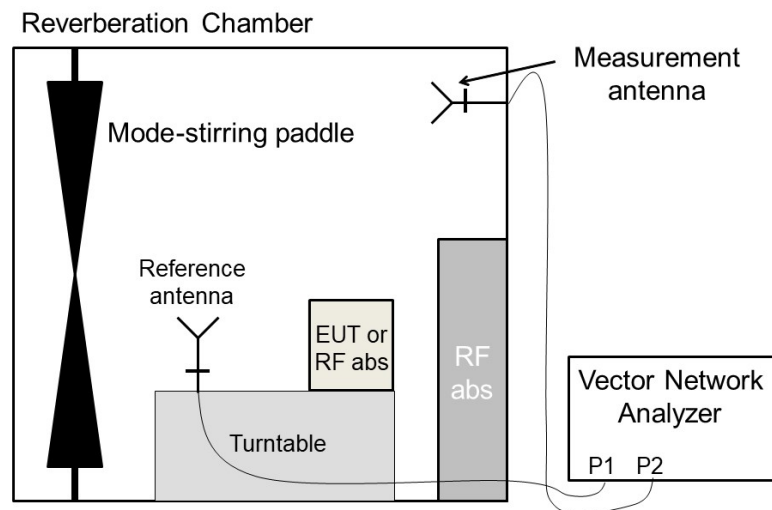 Reverberation Chamber
Measurement
antenna
Mode-stirring paddle
Reference
antenna
EUT or
RF abs
RF
abs
Vector Network
Analyzer
Turntable
P1 P2